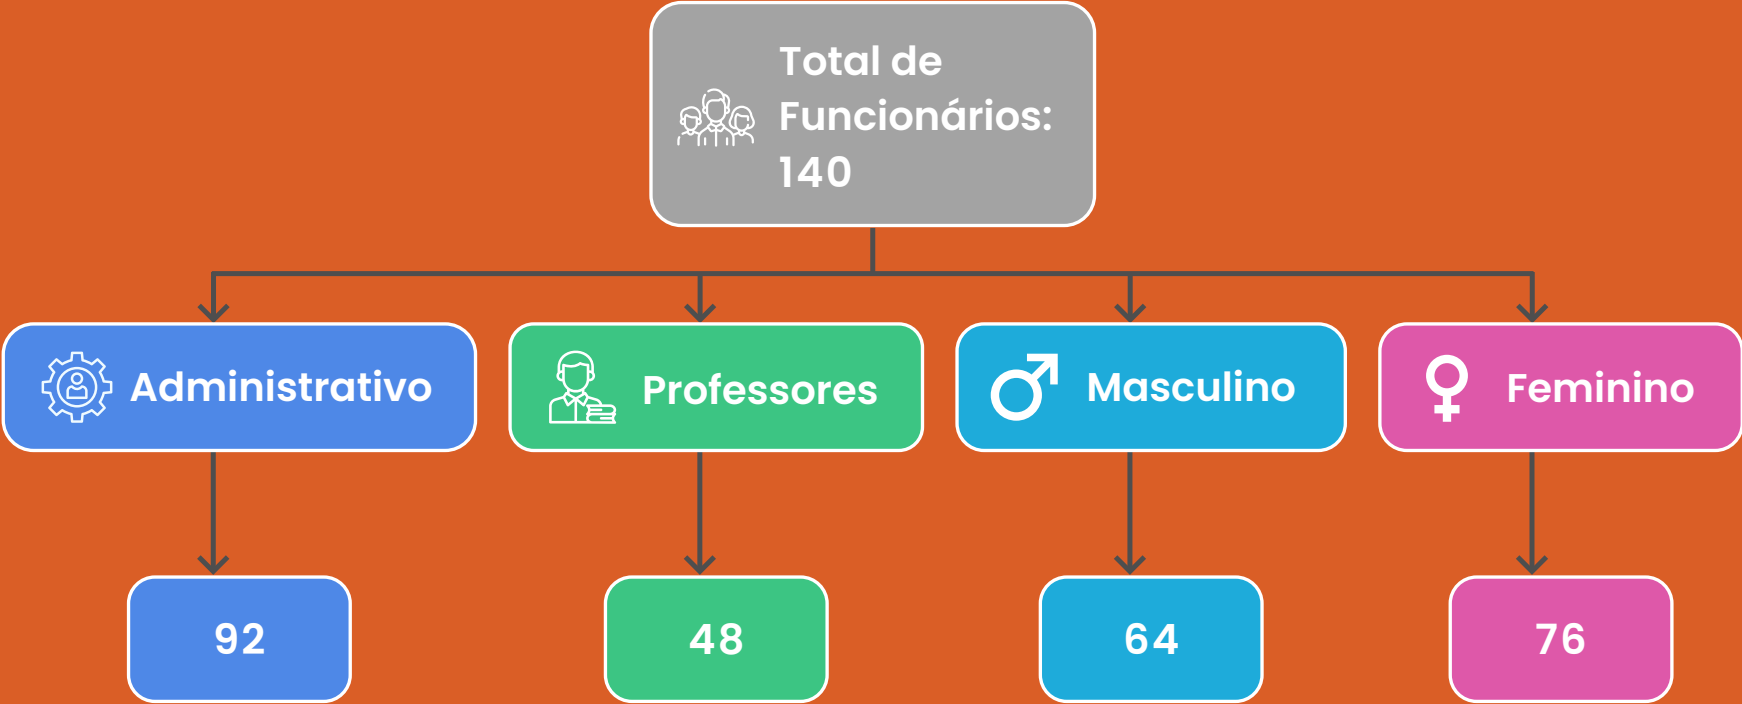 Total de
Funcionários:
140
Administrativo
Professores
Masculino
Feminino
92
48
64
76